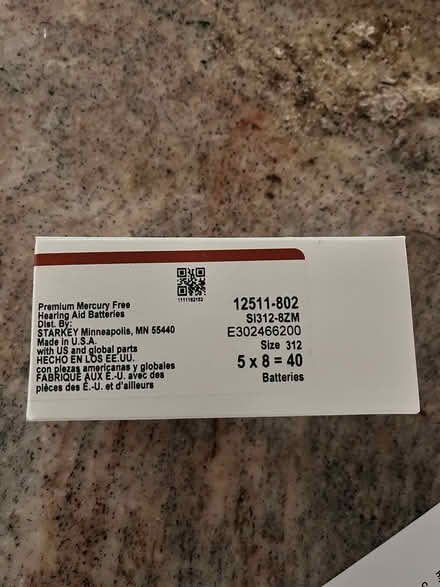 1111162152
Premium Mercury Free
Hearing Aid Batteries
Dist. By:
STARKEY Minneapolis, MN 55440
Made in U.S.A.
with US and global parts
HECHO EN LOS EE.UU.
con piezas americanas y globales
FABRIQUÉ AUX É.-U. avec des
pièces des É.-U. et d'ailleurs
12511-802
SI312-8ZM
E302466200
Size 312
5 x 8 = 40
Batteries